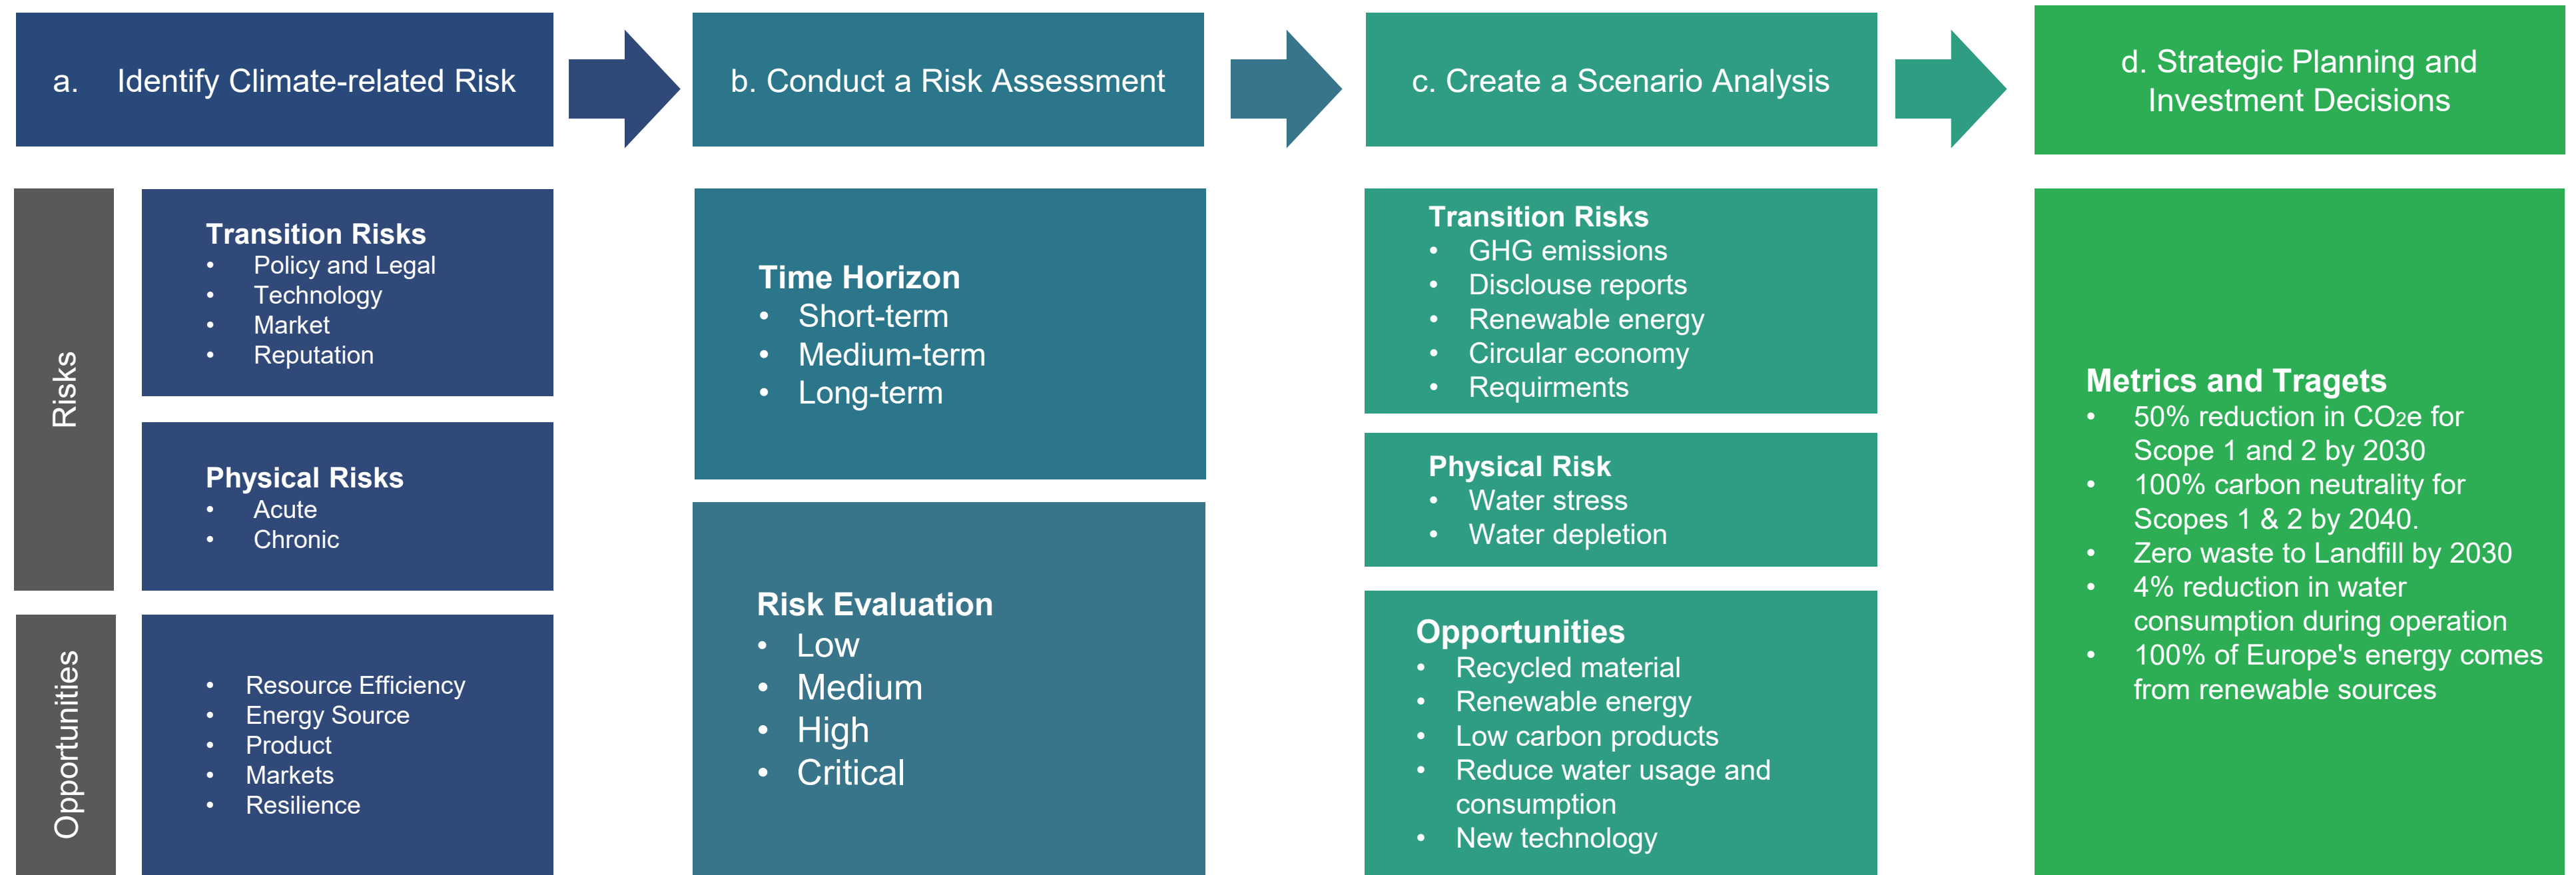 a. Identify Climate-related Risk
b. Conduct a Risk Assessment
c. Create a Scenario Analysis
d. Strategic Planning and
Investment Decisions
Risks
Transition Risks
• Policy and Legal
• Technology
• Market
• Reputation
Physical Risks
• Acute
• Chronic
Opportunities
• Resource Efficiency
• Energy Source
• Product
• Markets
• Resilience
Time Horizon
• Short-term
• Medium-term
• Long-term
Risk Evaluation
• Low
• Medium
• High
• Critical
Transition Risks
• GHG emissions
• Disclouse reports
• Renewable energy
• Circular economy
• Requirments
Physical Risk
• Water stress
• Water depletion
Opportunities
• Recycled material
• Renewable energy
• Low carbon products
• Reduce water usage and
consumption
• New technology
Metrics and Tragets
• 50% reduction in CO2e for
Scope 1 and 2 by 2030
• 100% carbon neutrality for
Scopes 1 & 2 by 2040.
• Zero waste to Landfill by 2030
• 4% reduction in water
consumption during operation
• 100% of Europe's energy comes
from renewable sources